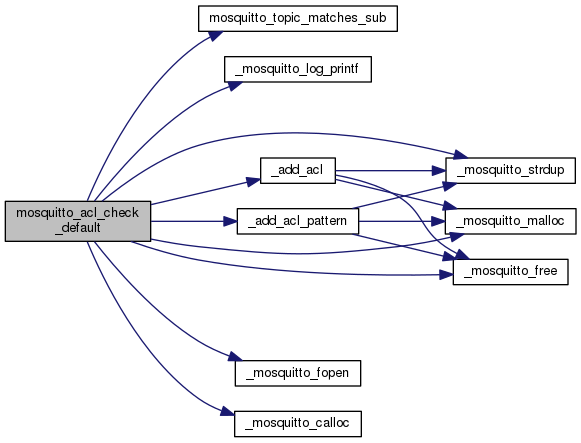 mosquitto_topic_matches_sub
_mosquitto_log_printf
_add_acl
_mosquitto_strdup
mosquitto_acl_check
_default
_add_acl_pattern
_mosquitto_malloc
_mosquitto_free
_mosquitto_fopen
_mosquitto_calloc